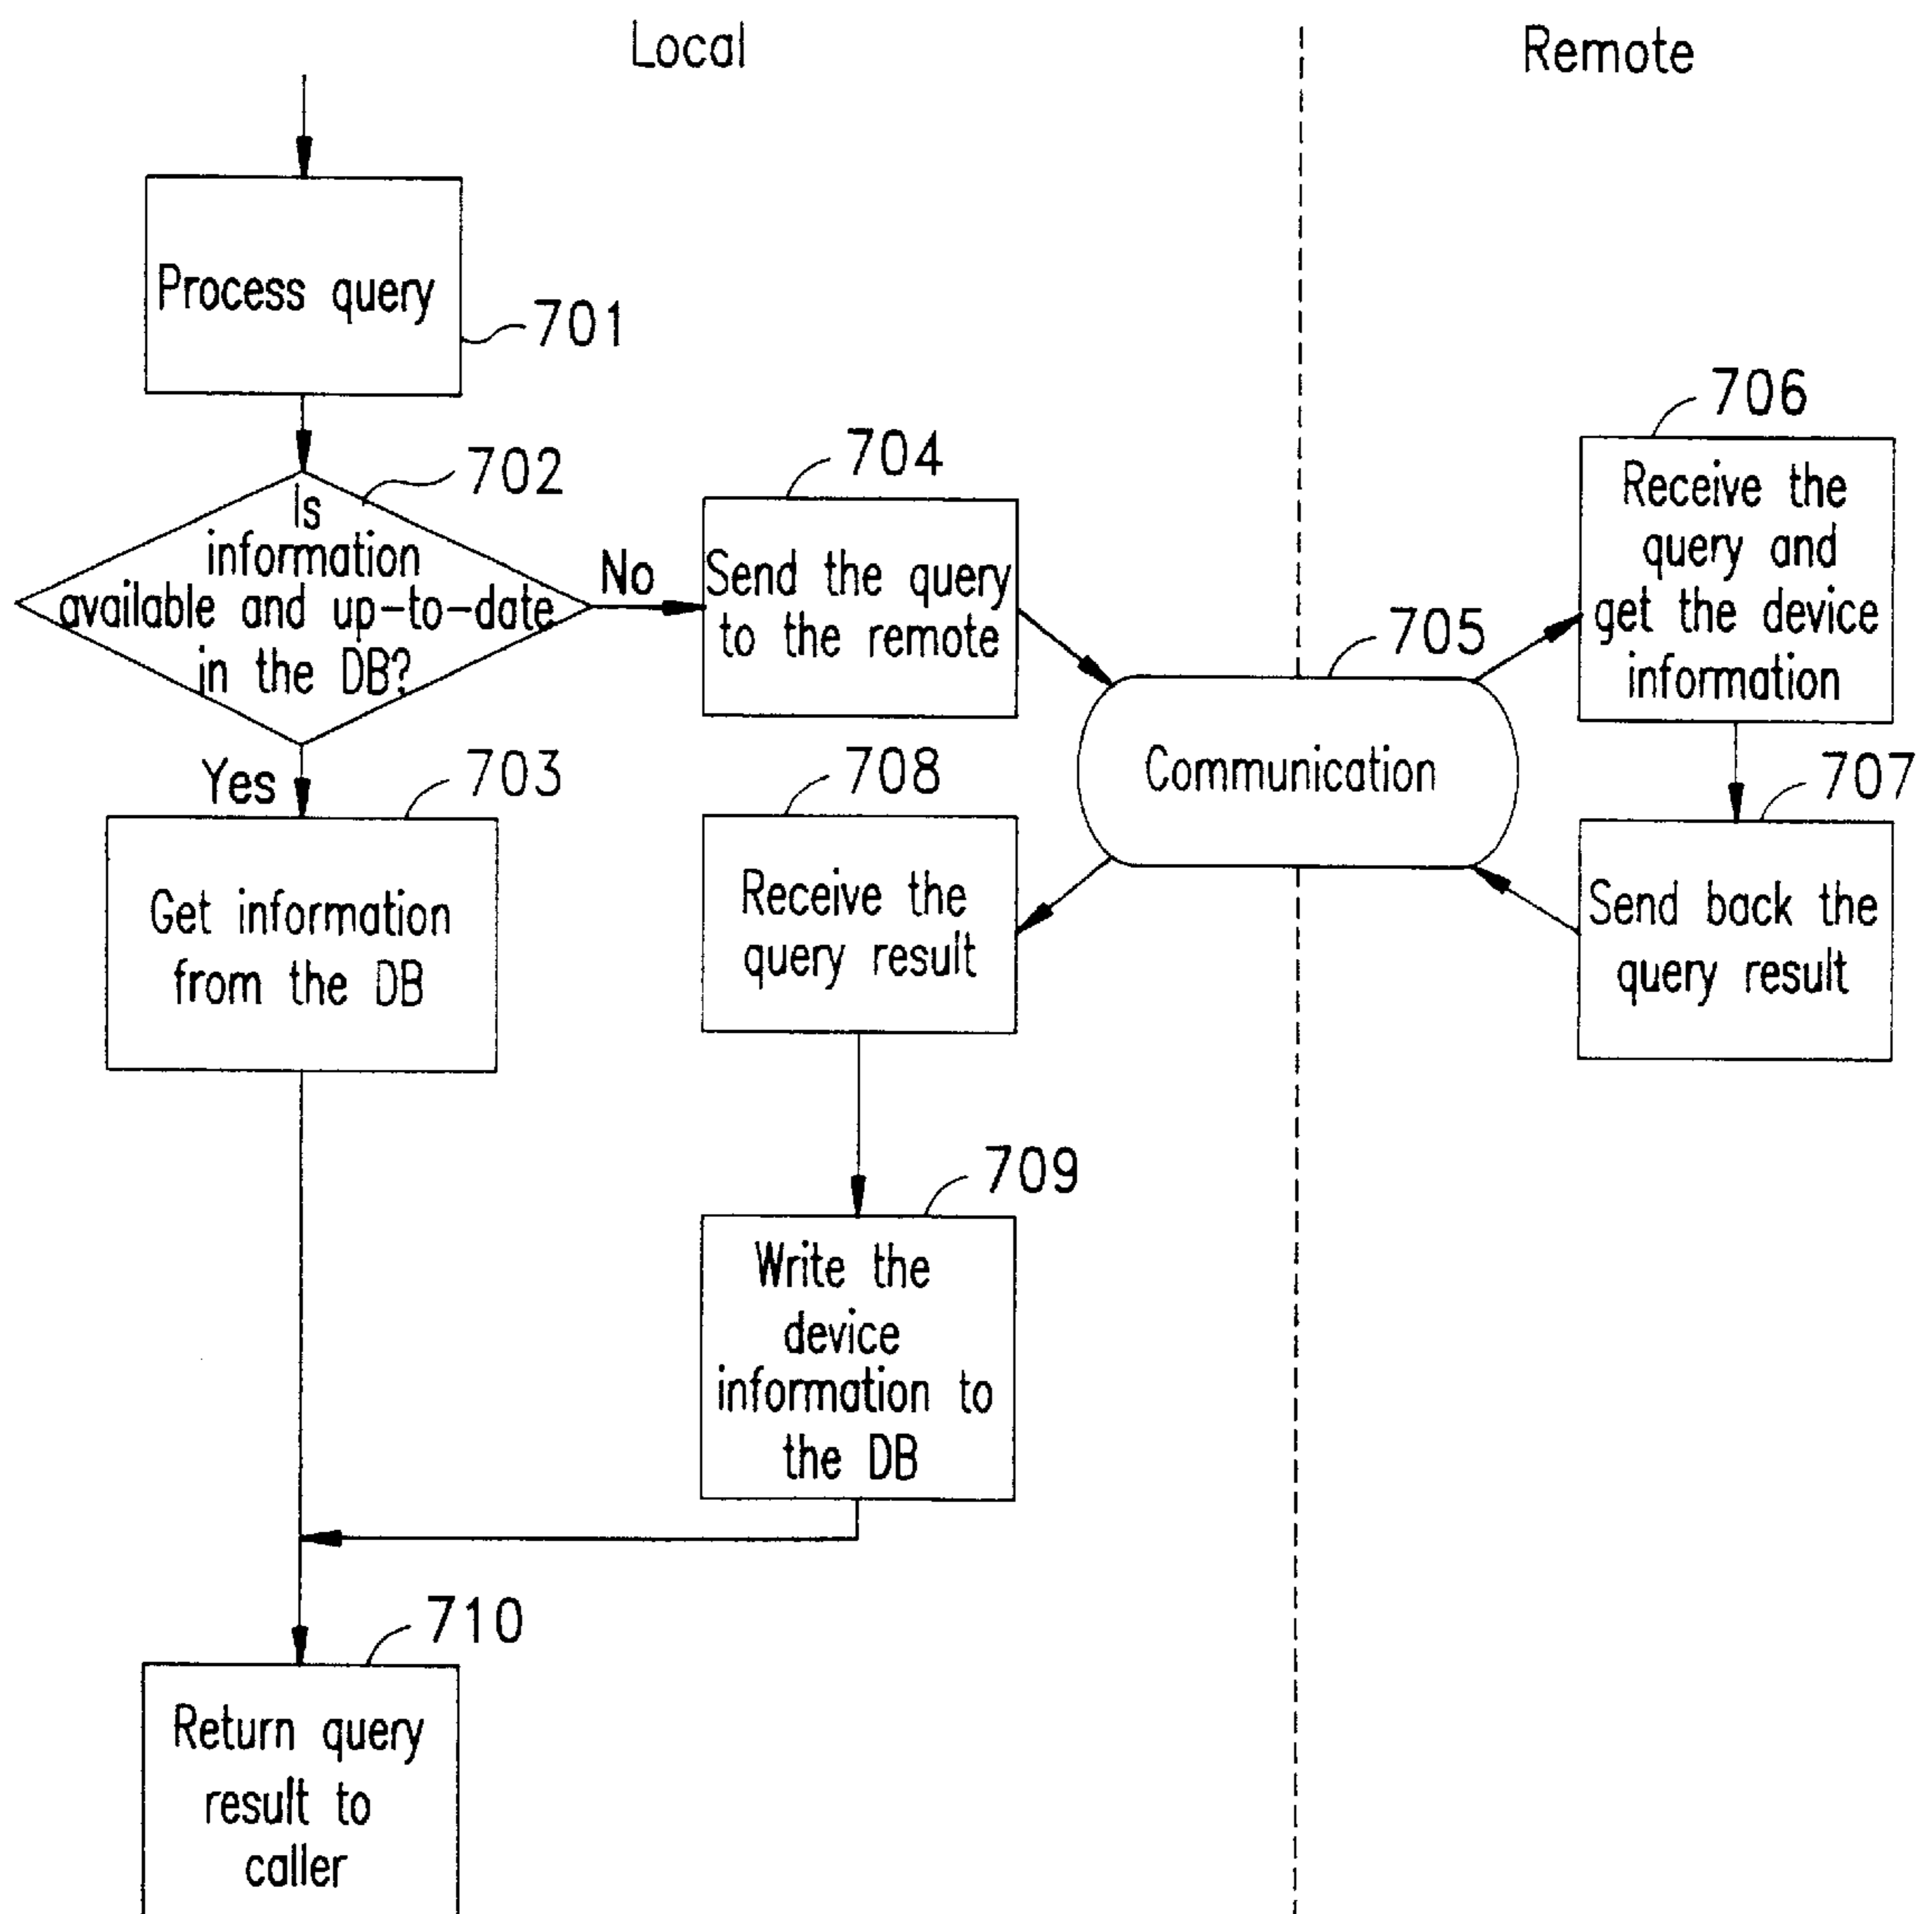 Local
Remote
Process query
701
702
Is
information
available and up-to-date
in the DB?
No
Yes
704
Send the query
to the remote
705
Communication
706
Receive the
query and
get the device
information
707
Send back the
query result
703
Get information
from the DB
708
Receive the
query result
709
Write the
device
information to
the DB
710
Return query
result to
caller